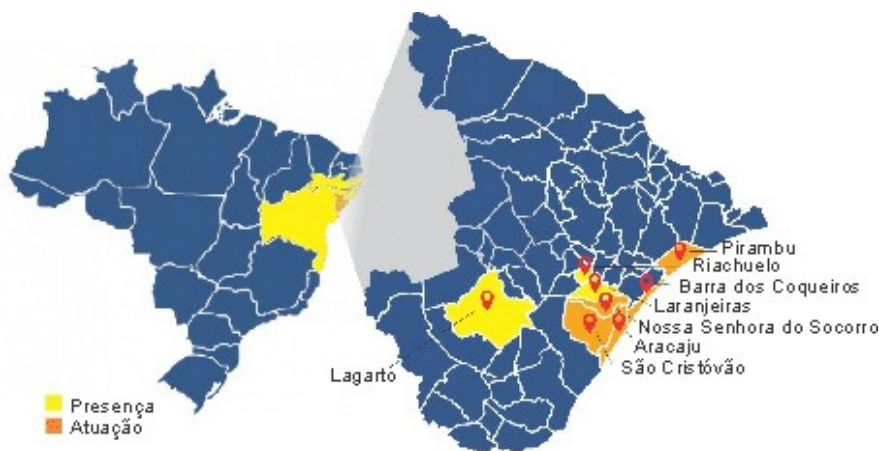 Pirambu
Riachuelo
Barra dos Coqueiros
Laranjeiras
Nossa Senhora do Socorro
Aracaju
São Cristóvão
Lagarto
Presença
Atuação